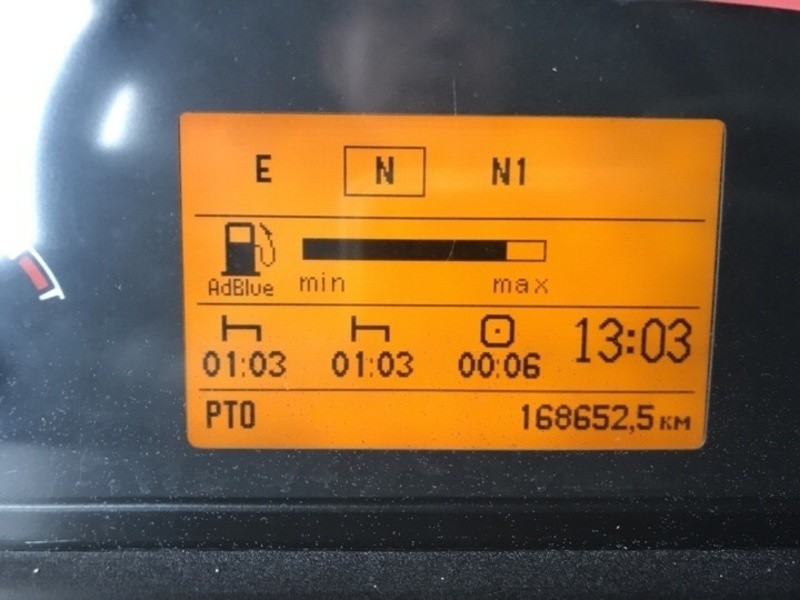 E N N1
AdBlue min max
01:03 01:03 00:06 13:03
PTO 168652,5 км